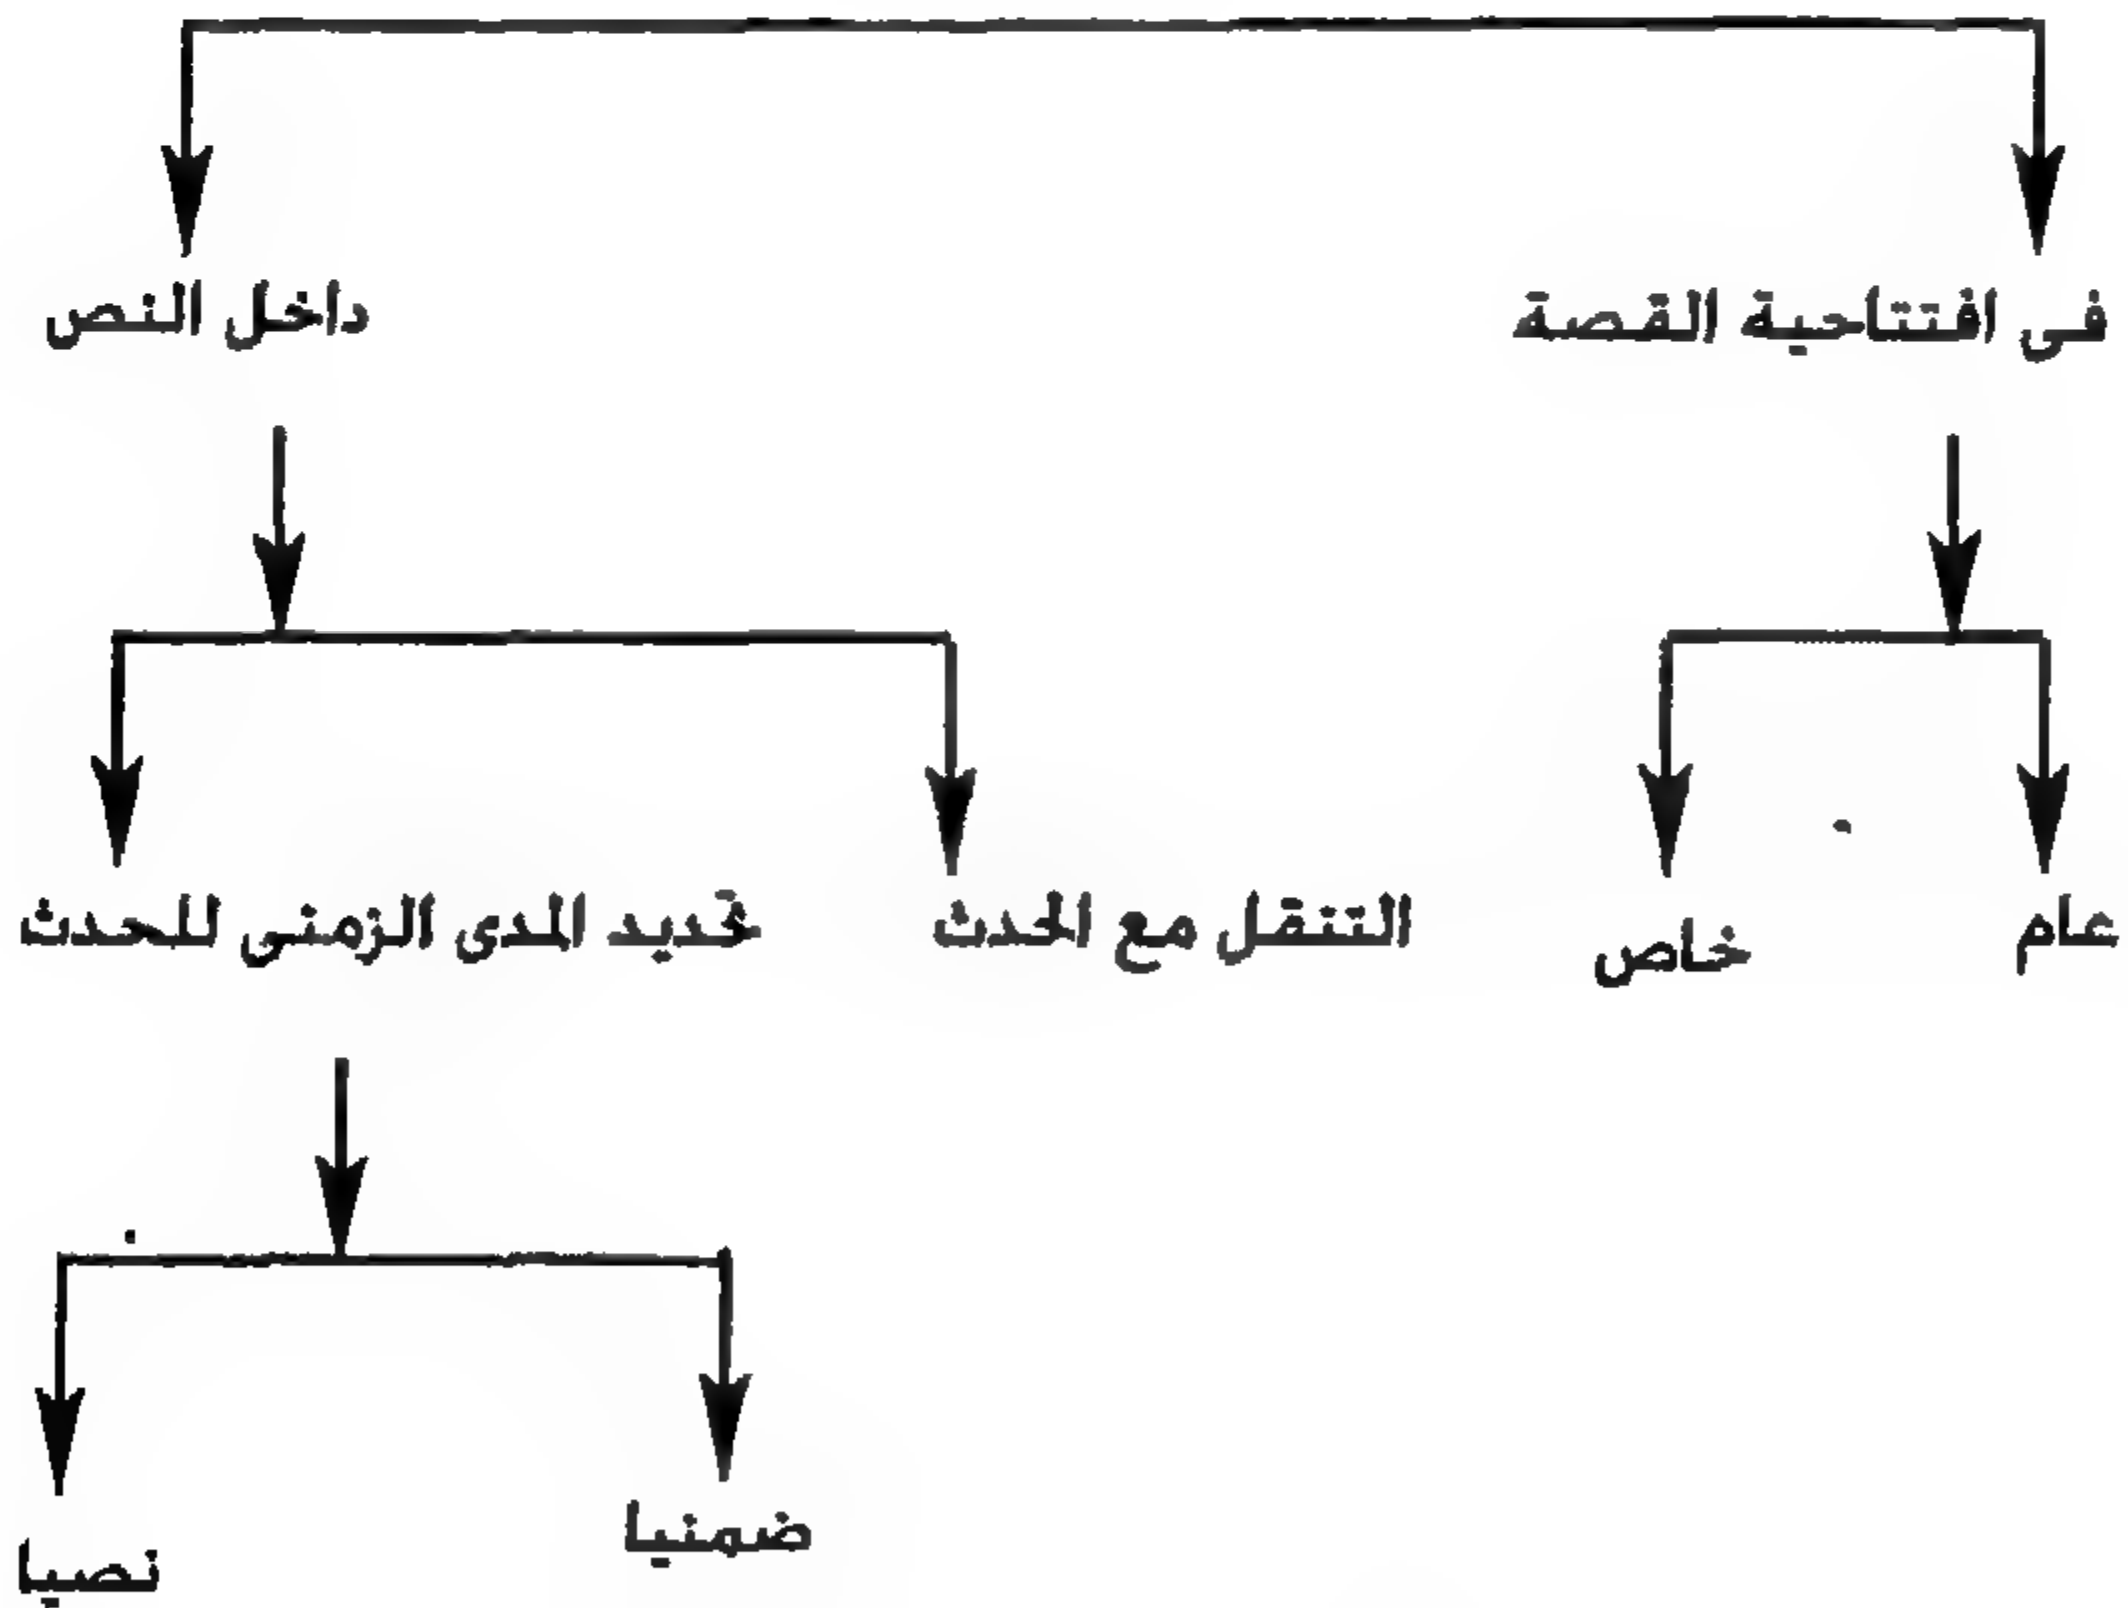 فى افتتاحية القصة
داخل النص
عام
خاص
التنقل مع الحدث
تحديد المدى الزمنى للحدث
ضمنيا
نصيا